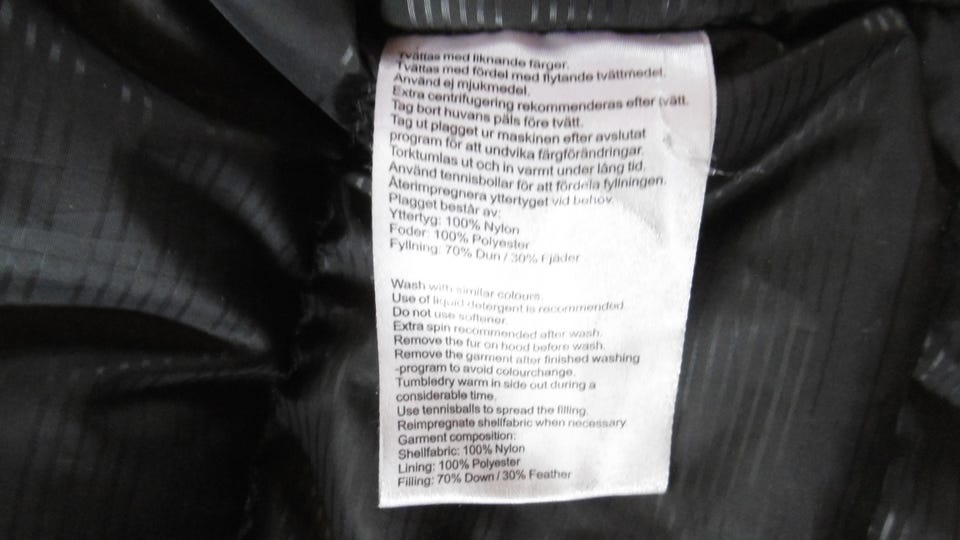 Tvättas med liknande färger.
Tvättas med fördel med flytande tvättmedel.
Använd ej mjukmedel.
Extra centrifugering rekommenderas efter tvätt.
Tag bort huvans päls före tvätt.
Tag ut plagget ur maskinen efter avslutat
program för att undvika färgförändringar.
Torktumlas ut och in varmt under lång tid.
Använd tennisbollar för att fördela fyllningen.
Återimpregnera yttertyget vid behov.
Plagget består av:
Yttertyg: 100% Nylon
Foder: 100% Polyester
Fyllning: 70% Dun / 30% Fjäder
Wash with similar colours.
Use of liquid detergent is recommended.
Do not use softener.
Extra spin recommended after wash.
Remove the fur on hood before wash.
Remove the garment after finished washing
-program to avoid colourchange.
Tumbledry warm in side out during a
considerable time.
Use tennisballs to spread the filling.
Reimpregnate shellfabric when necessary.
Garment composition:
Shellfabric: 100% Nylon
Lining: 100% Polyester
Filling: 70% Down / 30% Feather